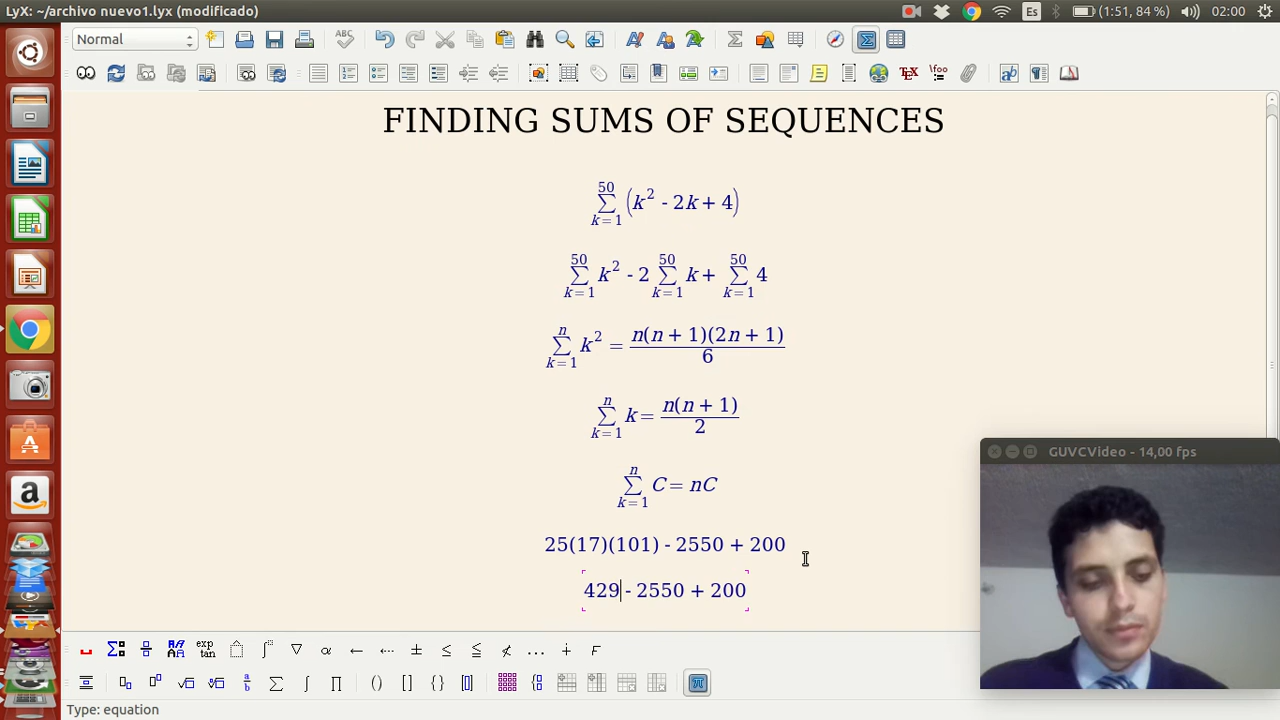 LyX: ~/archivo nuevo1.lyx (modificado)
Es
(1:51, 84 %)
02:00
Normal
FINDING SUMS OF SEQUENCES
50 ∑ k=1 (k² - 2k + 4)
50 ∑ k=1 k² - 2 50 ∑ k=1 k + 50 ∑ k=1 4
n ∑ k=1 k² = n(n + 1)(2n + 1) / 6
n ∑ k=1 k = n(n + 1) / 2
GUVCVideo - 14,00 fps
n ∑ k=1 C = nC
25(17)(101) - 2550 + 200
429 - 2550 + 200
Type: equation